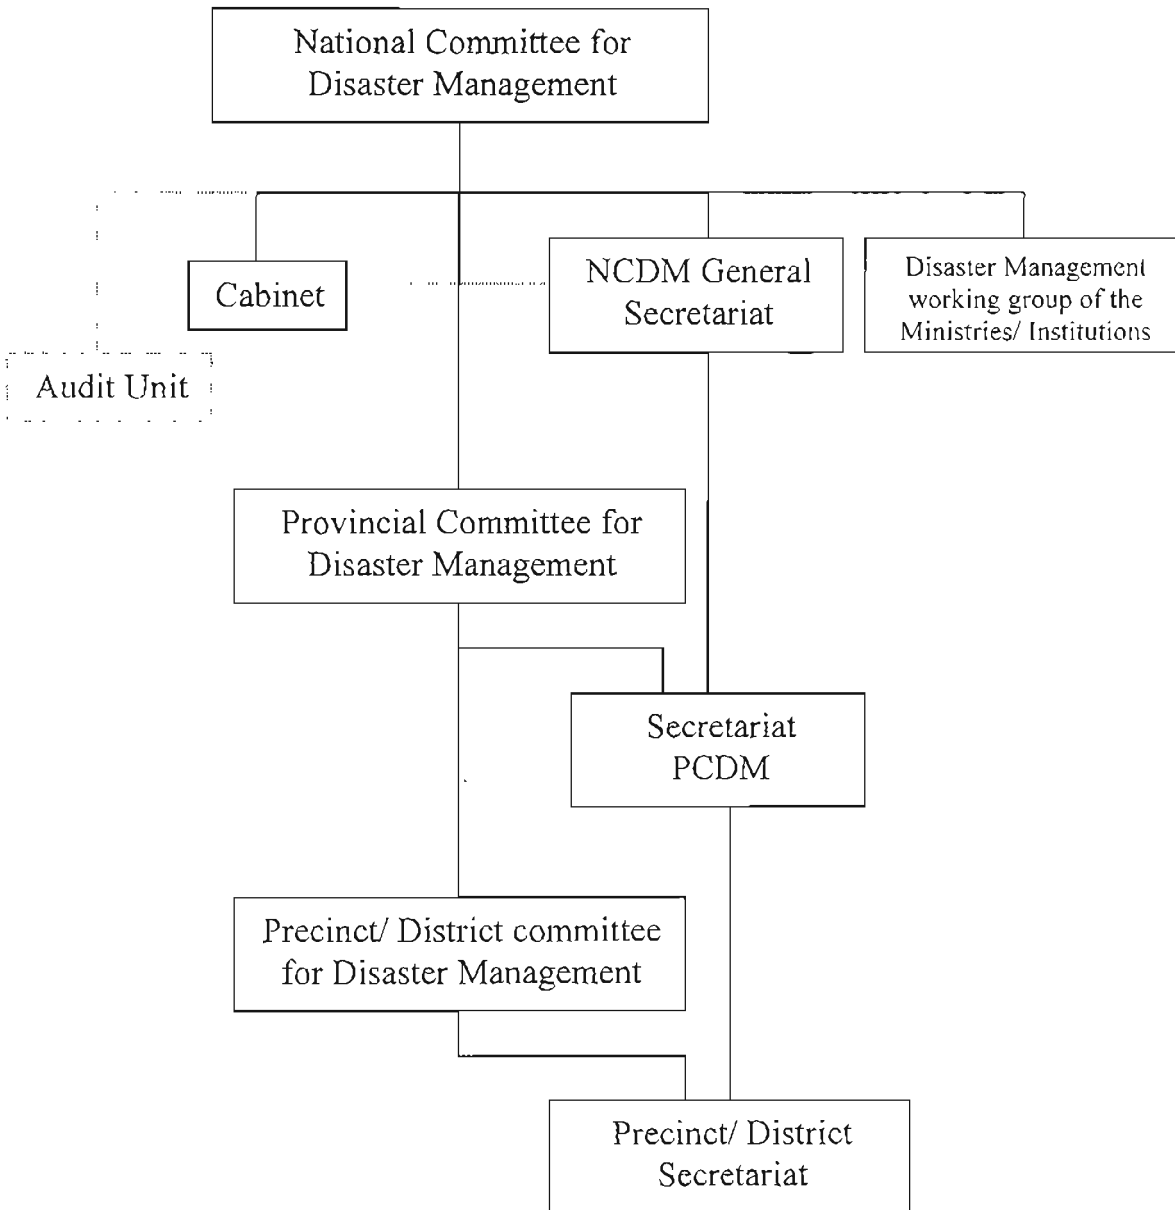 National Committee for
Disaster Management
Cabinet
NCDM General
Secretariat
Disaster Management
working group of the
Ministries/ Institutions
Audit Unit
Provincial Committee for
Disaster Management
Secretariat
PCDM
Precinct/ District committee
for Disaster Management
Precinct/ District
Secretariat